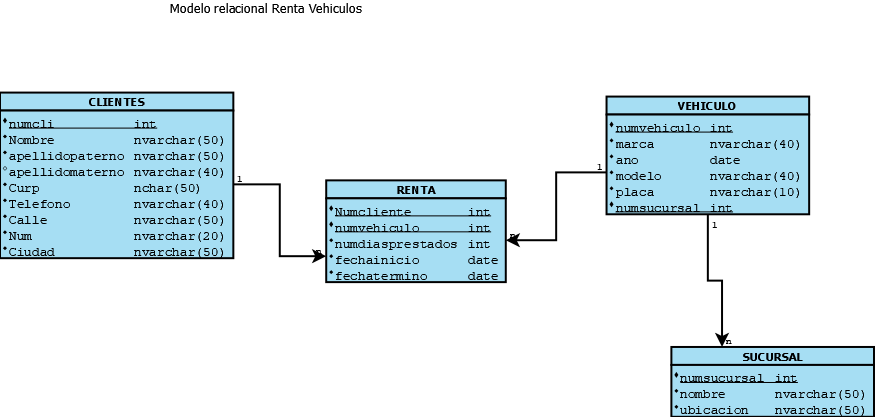 Modelo relacional Renta Vehiculos
CLIENTES
numcli int
Nombre nvarchar(50)
apellidopaterno nvarchar(50)
apellidomaterno nvarchar(40)
Curp nchar(50)
Telefono nvarchar(40)
Calle nvarchar(50)
Num nvarchar(20)
Ciudad nvarchar(50)
1
n
RENTA
Numcliente int
numvehiculo int
numdiasprestados int
fechainicio date
fechatermino date
n
1
VEHICULO
numvehiculo int
marca nvarchar(40)
ano date
modelo nvarchar(40)
placa nvarchar(10)
numsucursal int
1
n
SUCURSAL
numsucursal int
nombre nvarchar(50)
ubicacion nvarchar(50)